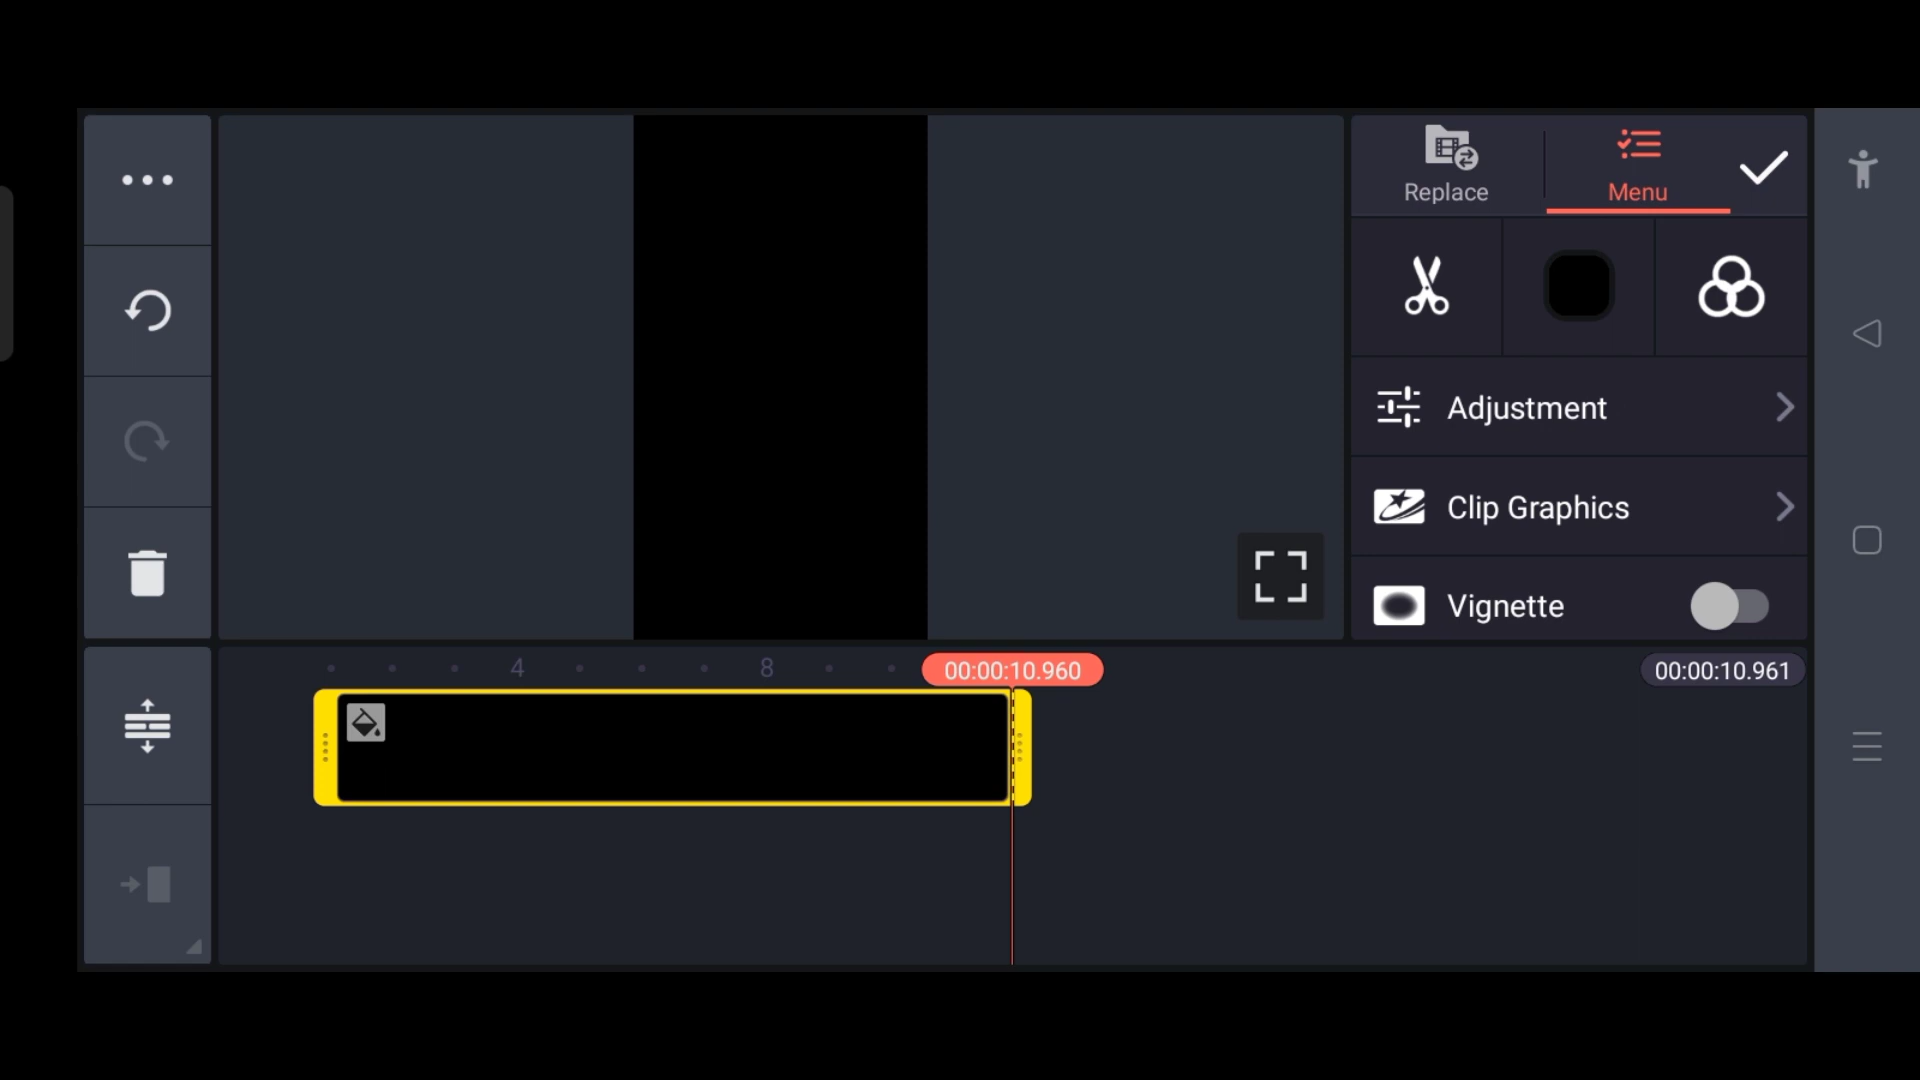 Replace
Menu
Adjustment
Clip Graphics
Vignette
4
8
00:00:10.960
00:00:10.961